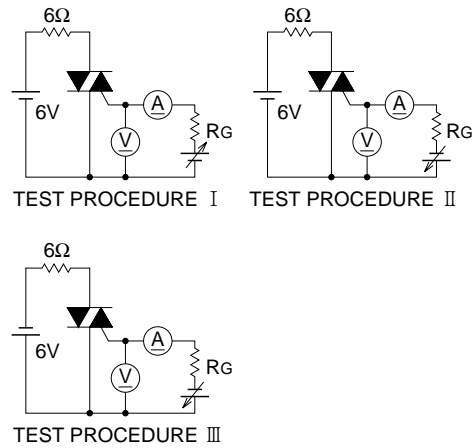 6Ω
6V
A
V
RG
TEST PROCEDURE Ⅰ
6Ω
6V
A
V
RG
TEST PROCEDURE Ⅱ
6Ω
6V
A
V
RG
TEST PROCEDURE Ⅲ